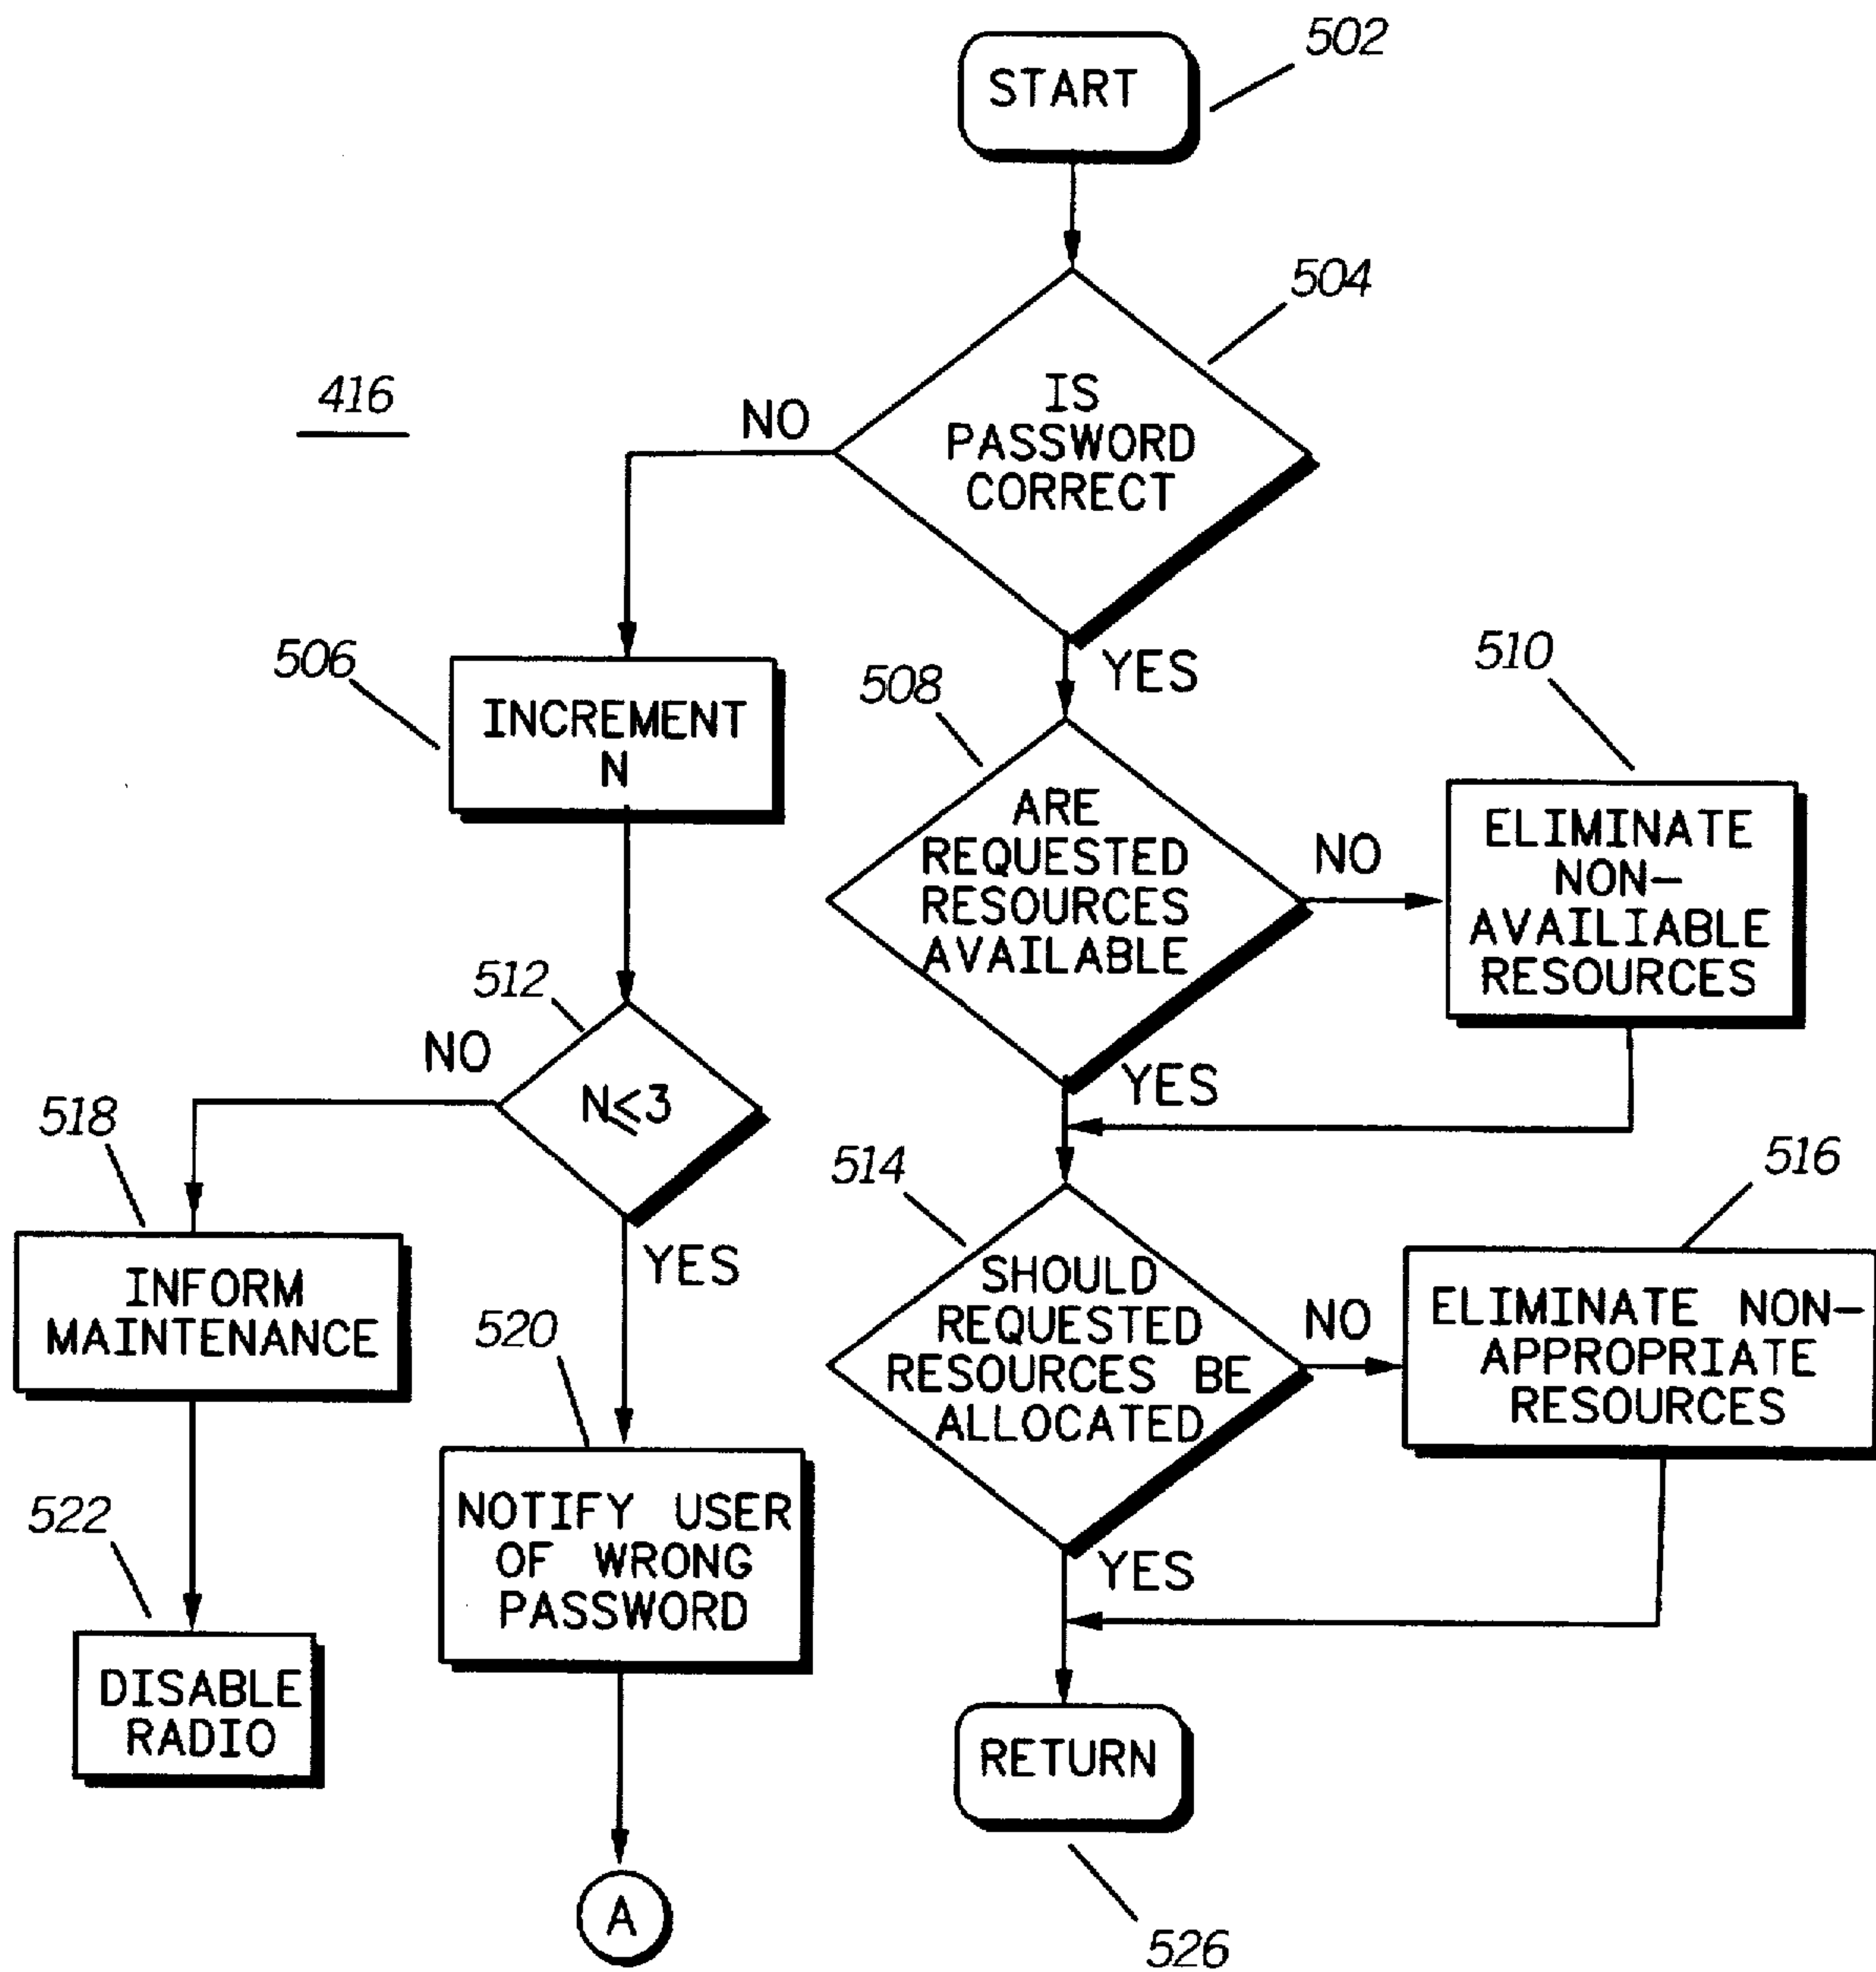 502
START
504
416
NO
IS
PASSWORD
CORRECT
506
INCREMENT
N
YES
508
510
ARE
REQUESTED
RESOURCES
AVAILABLE
NO
ELIMINATE
NON-
AVAILIABLE
RESOURCES
512
NO
N≤3
YES
YES
518
INFORM
MAINTENANCE
514
516
SHOULD
REQUESTED
RESOURCES BE
ALLOCATED
NO
ELIMINATE NON-
APPROPRIATE
RESOURCES
520
NOTIFY USER
OF WRONG
PASSWORD
522
DISABLE
RADIO
YES
RETURN
A
526